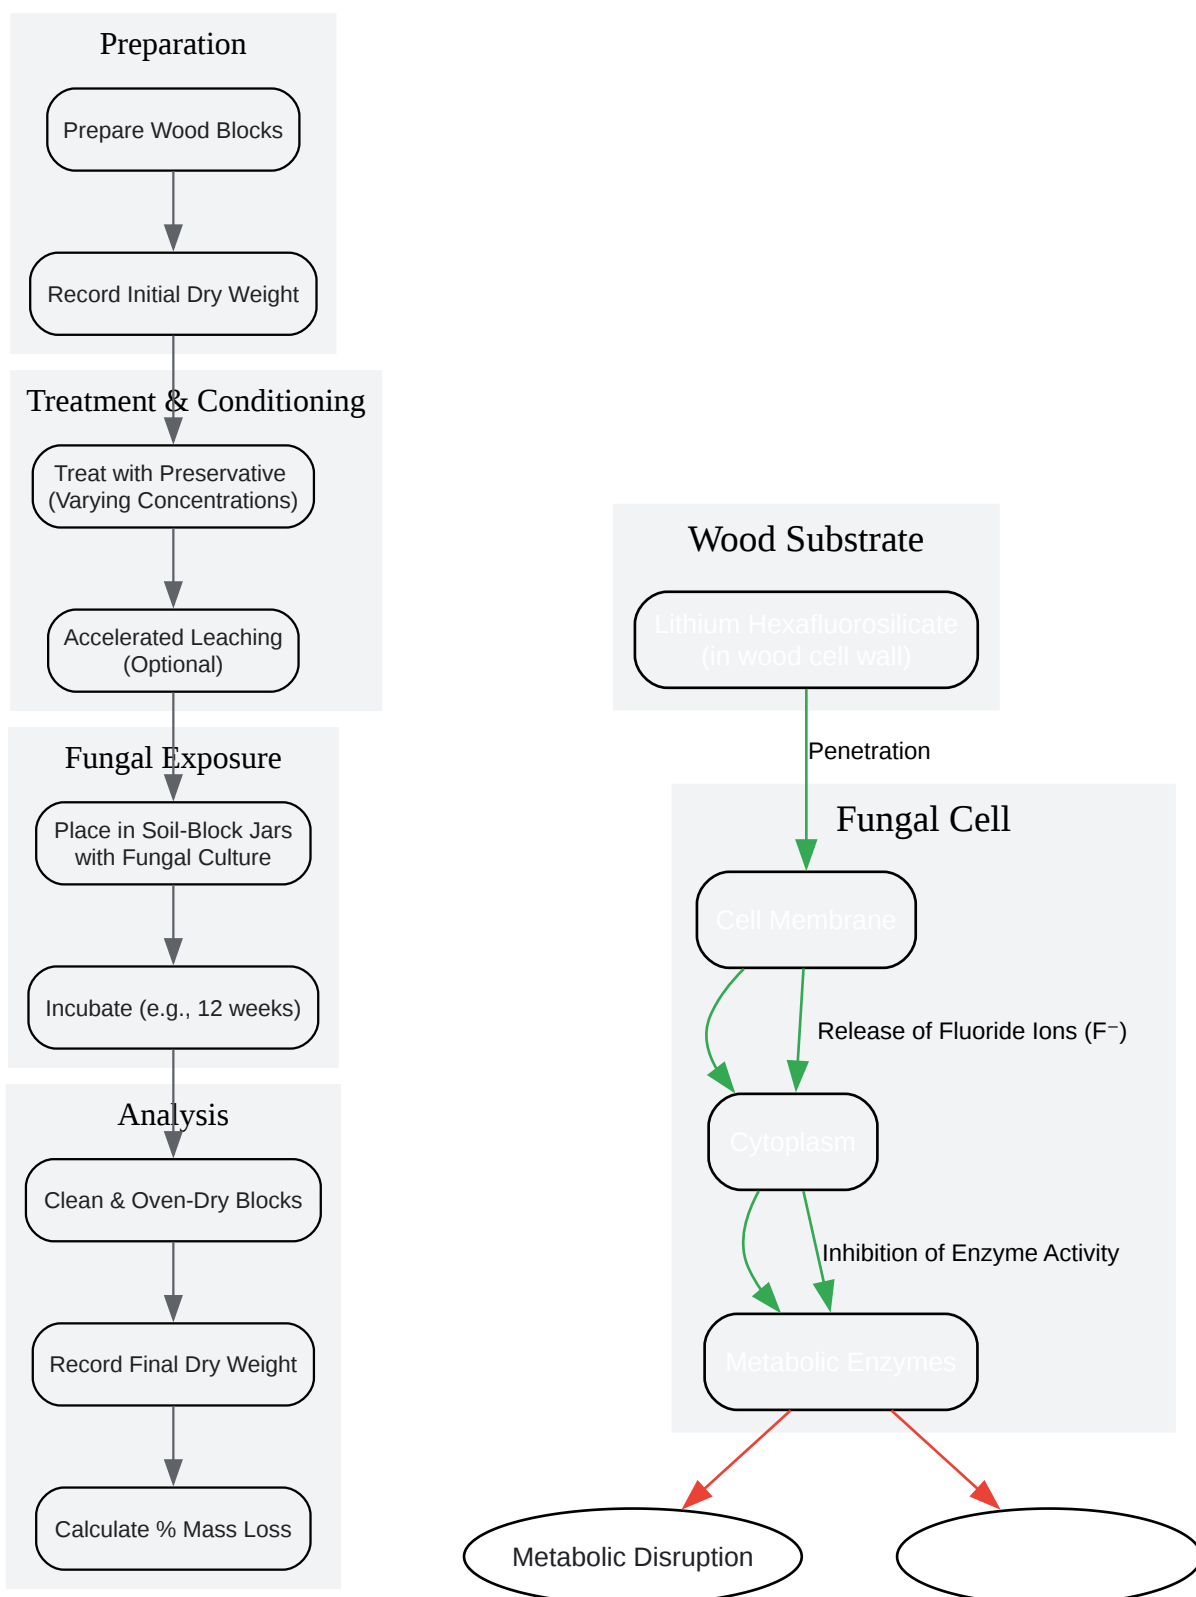 Preparation
Prepare Wood Blocks
Record Initial Dry Weight
Treatment & Conditioning
Treat with Preservative
(Varying Concentrations)
Accelerated Leaching
(Optional)
Fungal Exposure
Place in Soil-Block Jars
with Fungal Culture
Incubate (e.g., 12 weeks)
Analysis
Clean & Oven-Dry Blocks
Record Final Dry Weight
Calculate % Mass Loss
Wood Substrate
Lithium Hexafluorosilicate
(in wood cell wall)
Penetration
Fungal Cell
Cell Membrane
Release of Fluoride Ions (F⁻)
Cytoplasm
Inhibition of Enzyme Activity
Metabolic Enzymes
Metabolic Disruption